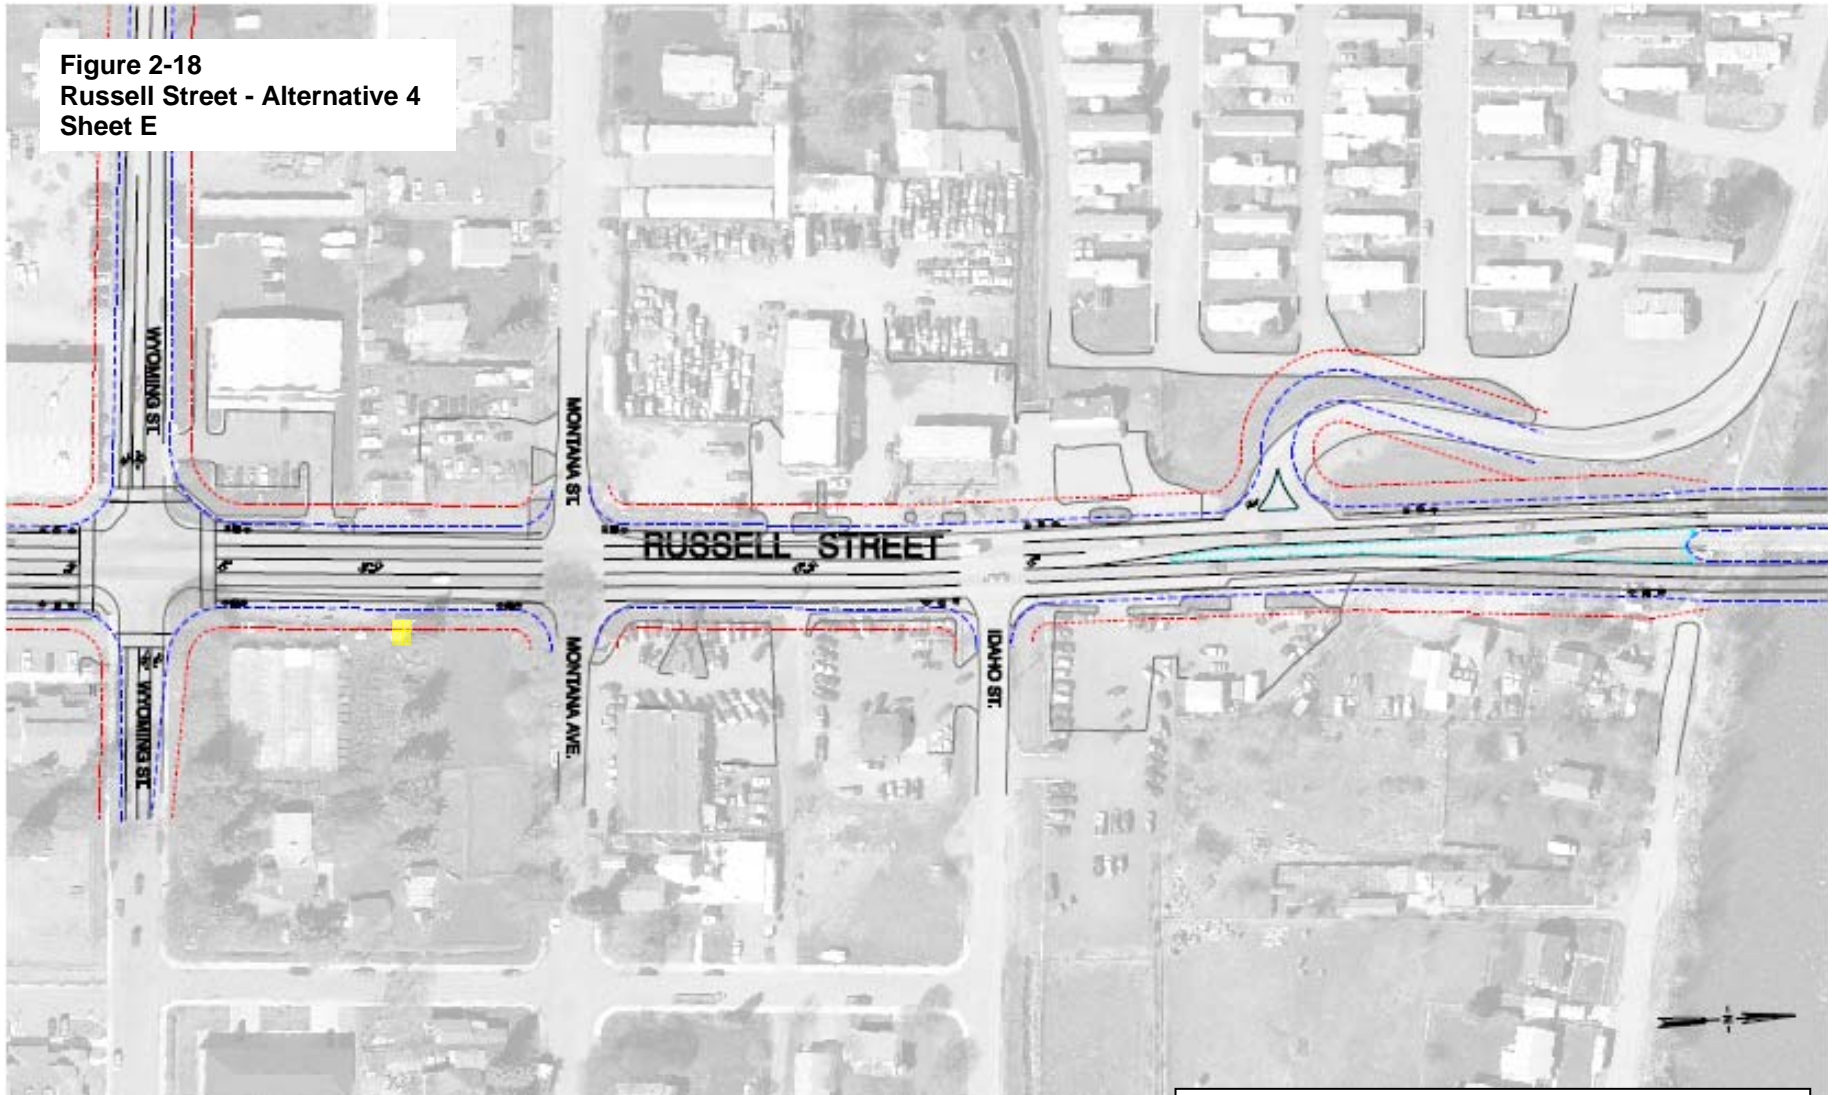 Figure 2-18
Russell Street - Alternative 4
Sheet E
WYOMING ST.
MONTANA ST.
RUSSELL STREET
IDAHO ST.
MONTANA AVE.
WYOMING ST.
N